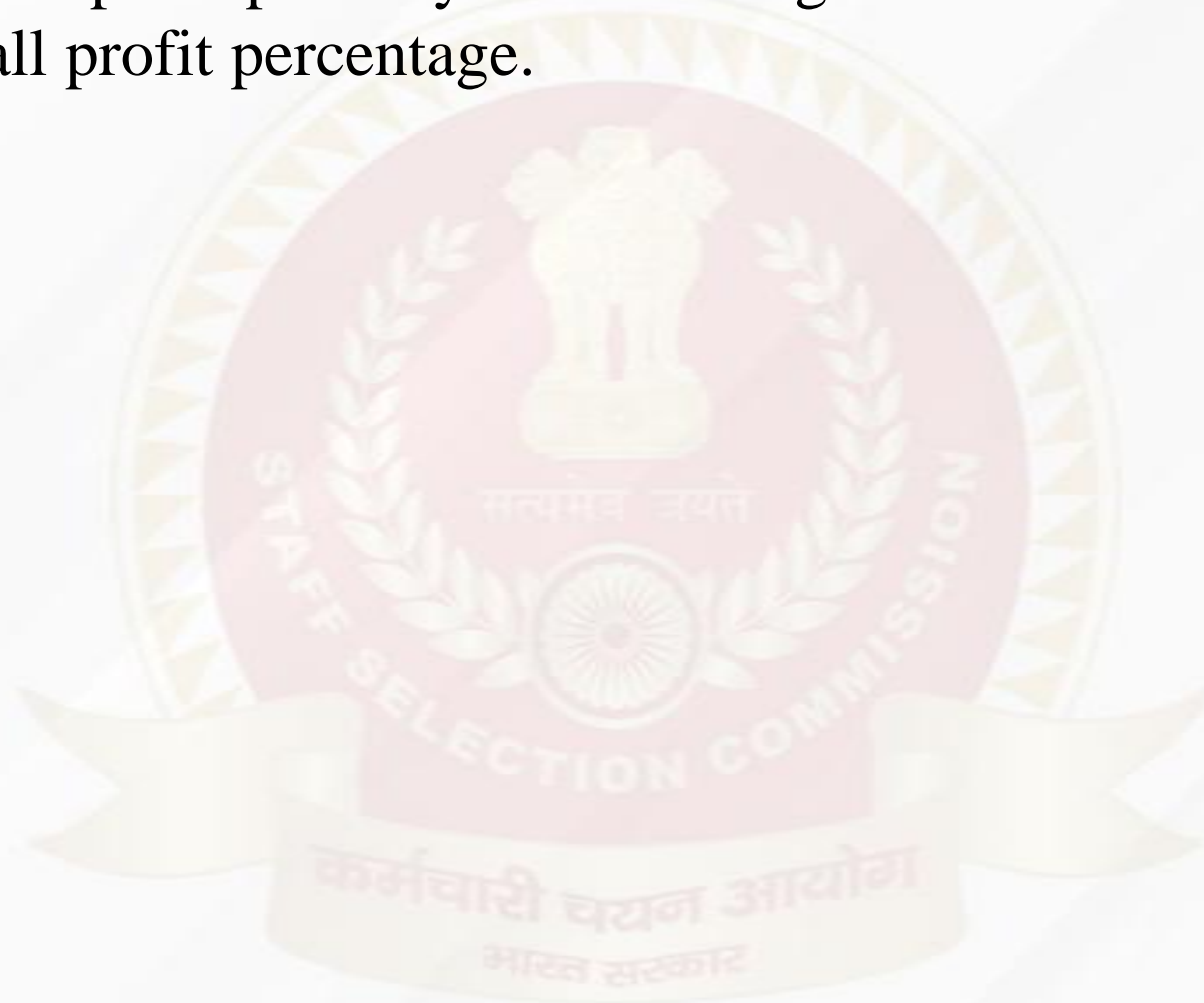 all profit percentage.
सत्यमेव जयते
STAFF SELECTION COMMISSION
कर्मचारी चयन आयोग
भारत सरकार